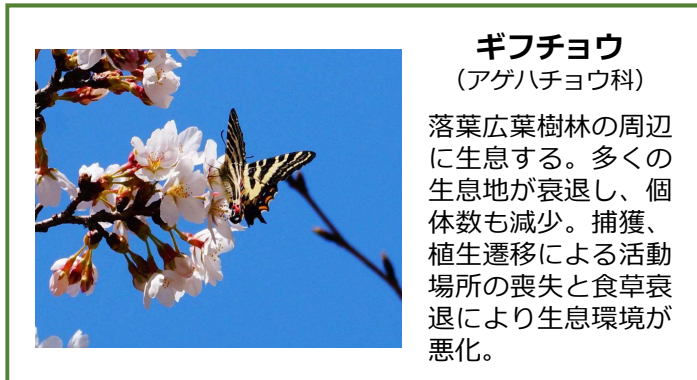 ギフチョウ
（アゲハチョウ科）
落葉広葉樹林の周辺
に生息する。多くの
生息地が衰退し、個
体数も減少。捕獲、
植生遷移による活動
場所の喪失と食草衰
退により生息環境が
悪化。